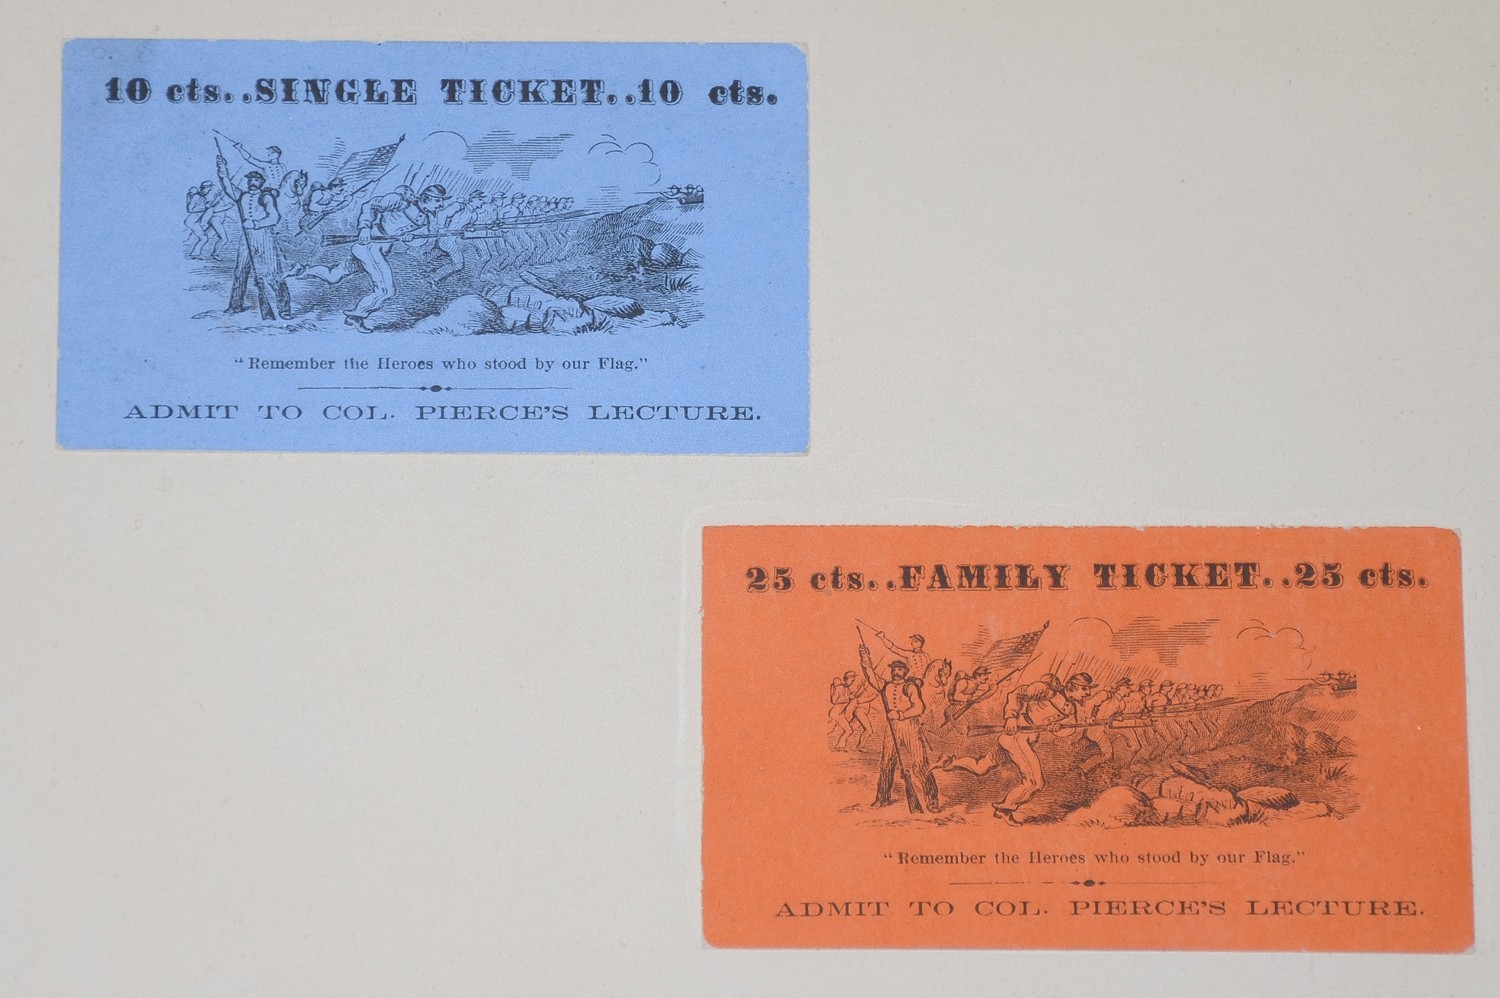 10 cts. . SINGLE TICKET. . 10 cts.
“Remember the Heroes who stood by our Flag.”
ADMIT TO COL. PIERCE’S LECTURE.
25 cts. . FAMILY TICKET. . 25 cts.
“Remember the Heroes who stood by our Flag.”
ADMIT TO COL. PIERCE’S LECTURE.